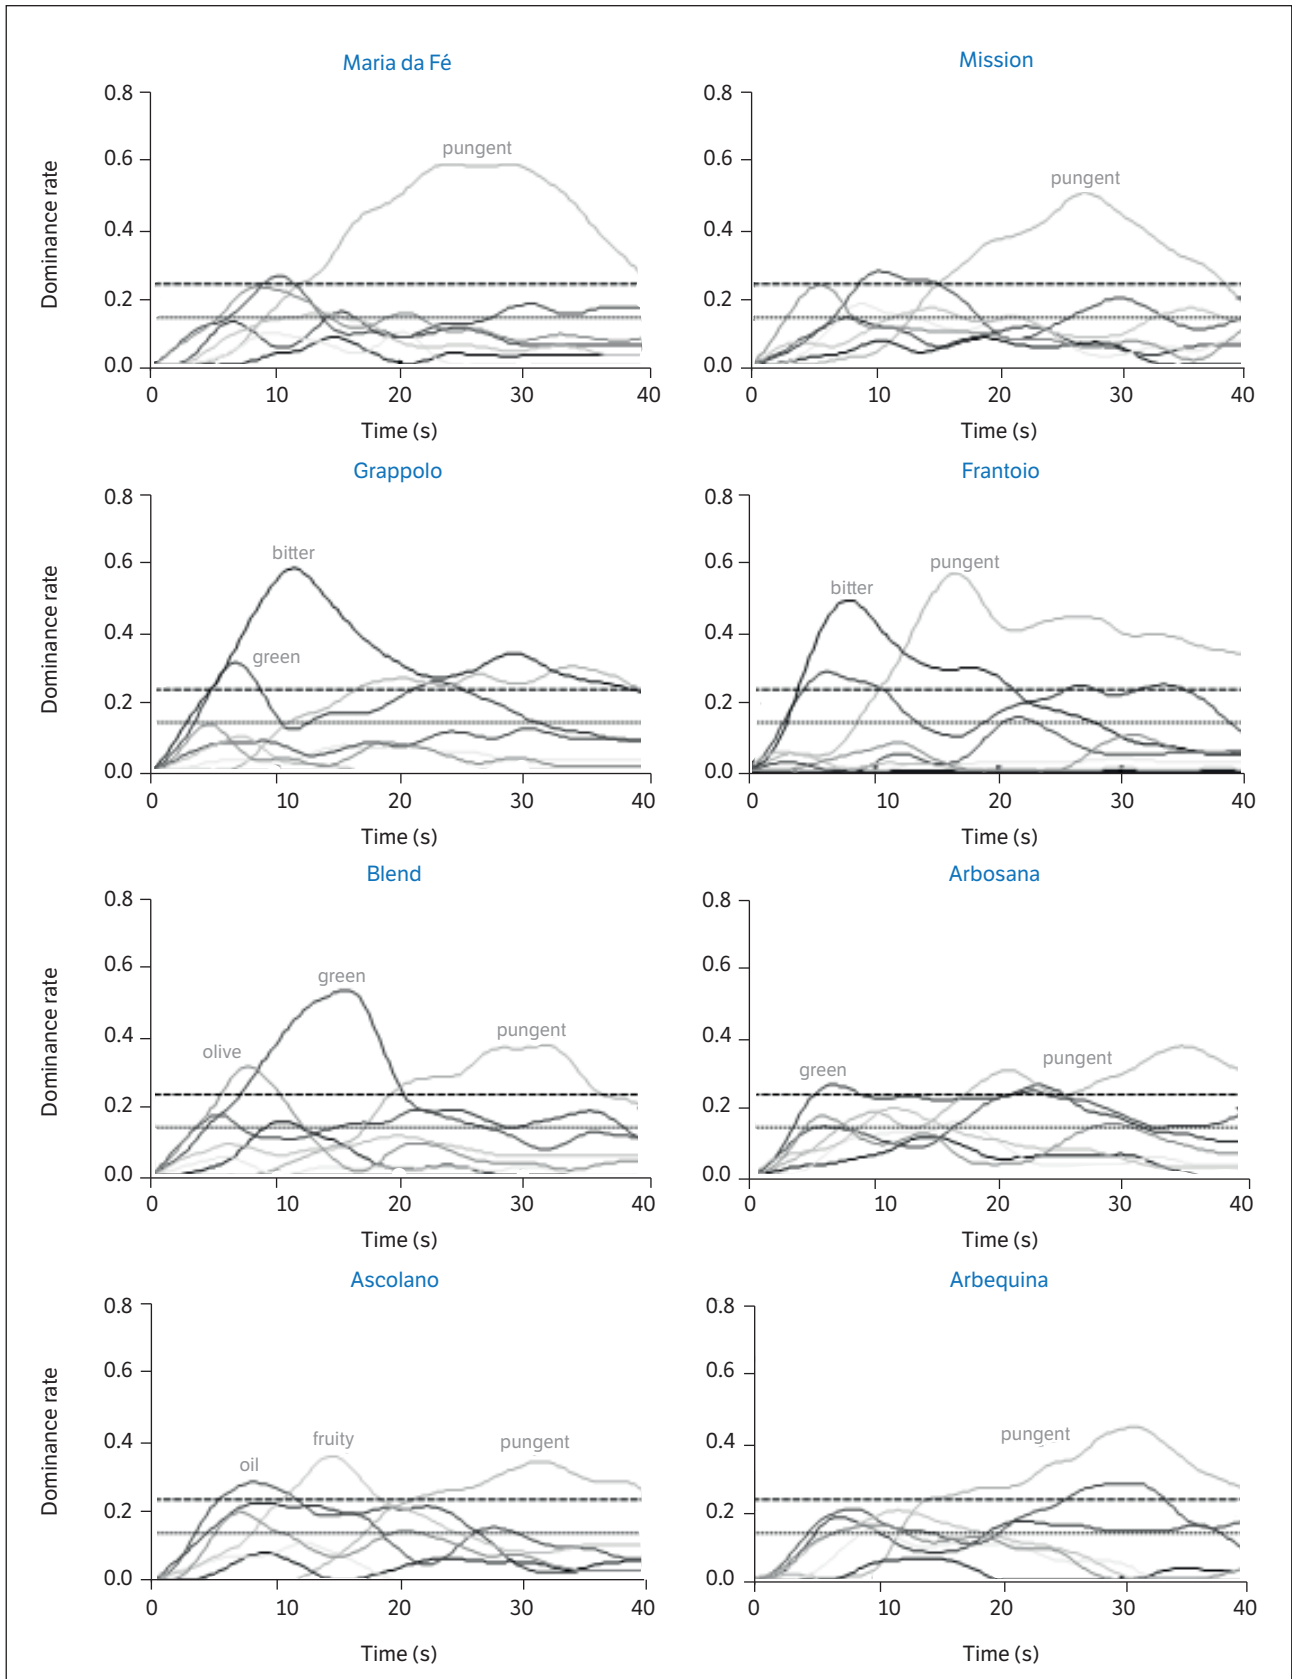 Maria da Fé
Mission
Dominance rate
0.8
0.6
0.4
0.2
0.0
pungent
0 10 20 30 40
Time (s)
0.8
0.6
0.4
0.2
0.0
pungent
0 10 20 30 40
Time (s)
Grappolo
Frantoio
Dominance rate
0.8
0.6
0.4
0.2
0.0
bitter
green
0 10 20 30 40
Time (s)
0.8
0.6
0.4
0.2
0.0
pungent
bitter
0 10 20 30 40
Time (s)
Blend
Arbosana
Dominance rate
0.8
0.6
0.4
0.2
0.0
green
pungent
olive
0 10 20 30 40
Time (s)
0.8
0.6
0.4
0.2
0.0
pungent
green
0 10 20 30 40
Time (s)
Ascolano
Arbequina
Dominance rate
0.8
0.6
0.4
0.2
0.0
fruity
pungent
oil
0 10 20 30 40
Time (s)
0.8
0.6
0.4
0.2
0.0
pungent
0 10 20 30 40
Time (s)